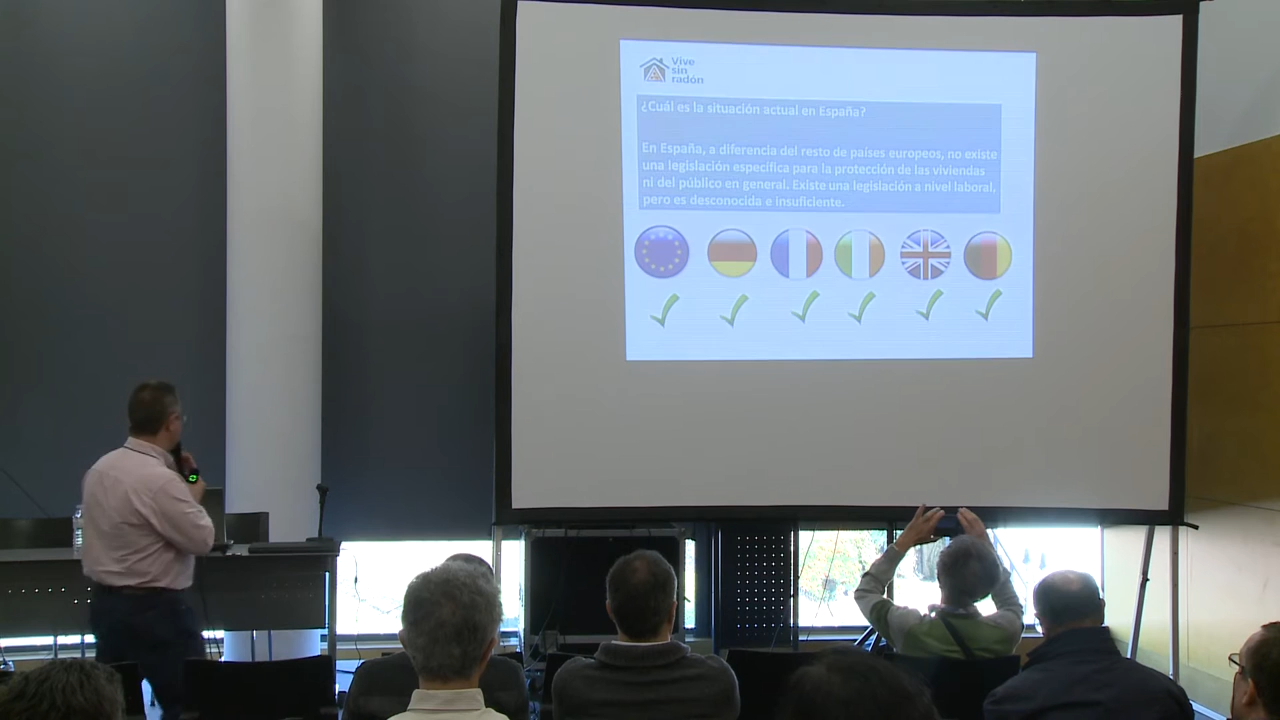 Vive
sin
radón
¿Cuál es la situación actual en España?
En España, a diferencia del resto de países europeos, no existe
una legislación específica para la protección de las viviendas
ni del público en general. Existe una legislación a nivel laboral,
pero es desconocida e insuficiente.